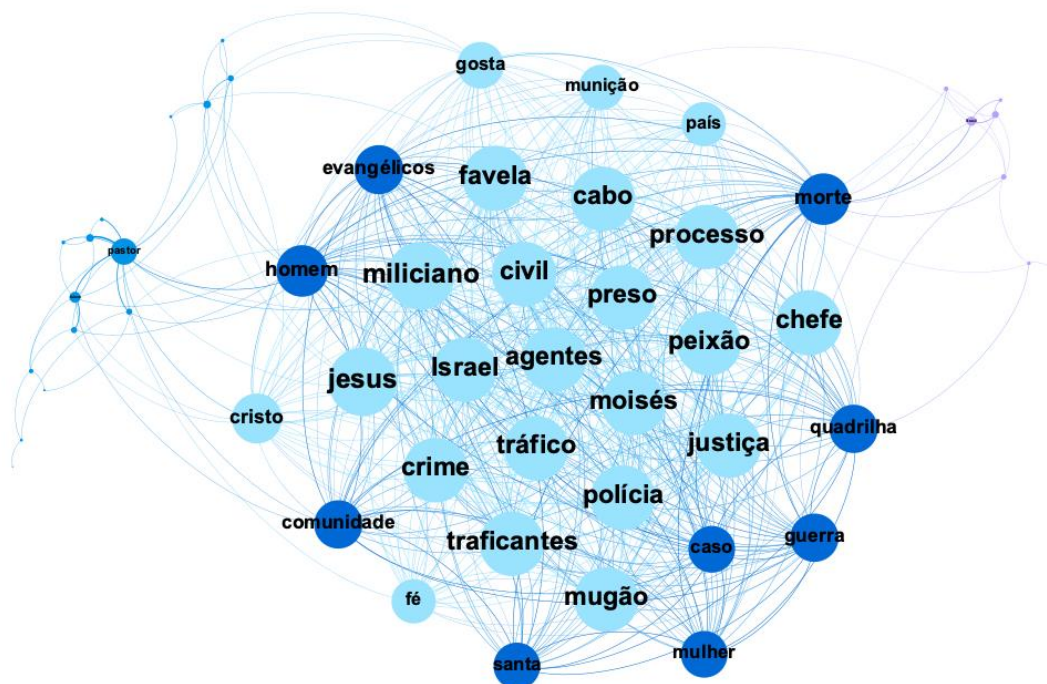 gosta
munição
país
evangélicos
favela
cabo
morte
pastor
processo
homem
miliciano
civil
preso
chefe
peixão
Israel
agentes
jesus
moisés
cristo
quadrilha
tráfico
justiça
crime
polícia
comunidade
traficantes
caso
guerra
fé
mugão
santa
mulher